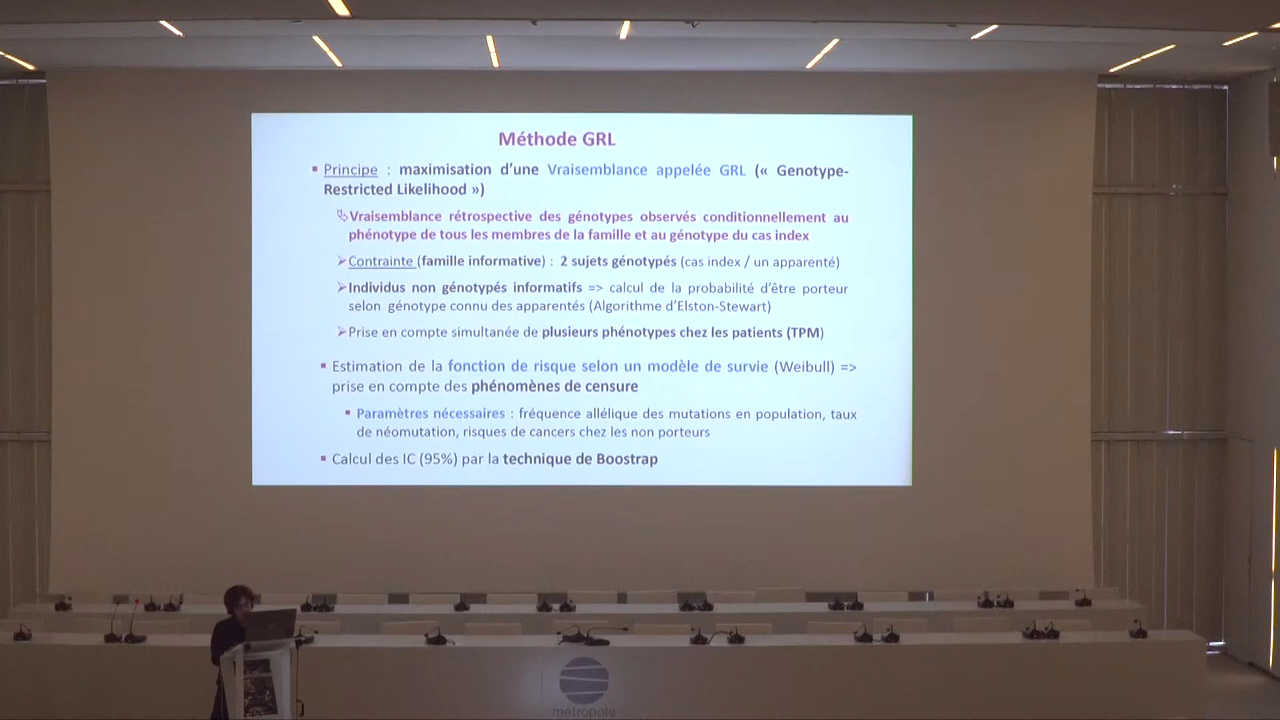 Méthode GRL
Principe : maximisation d'une Vraisemblance appelée GRL (« Genotype-
Restricted Likelihood »)
Vraisemblance rétrospective des génotypes observés conditionnellement au
phénotype de tous les membres de la famille et au génotype du cas index
Contrainte (famille informative) : 2 sujets génotypés (cas index / un apparenté)
Individus non génotypés informatifs => calcul de la probabilité d'être porteur
selon génotype connu des apparentés (Algorithme d'Elston-Stewart)
Prise en compte simultanée de plusieurs phénotypes chez les patients (TPM)
Estimation de la fonction de risque selon un modèle de survie (Weibull) =>
prise en compte des phénomènes de censure
Paramètres nécessaires : fréquence allélique des mutations en population, taux
de néomutation, risques de cancers chez les non porteurs
Calcul des IC (95%) par la technique de Boostrap
métropole